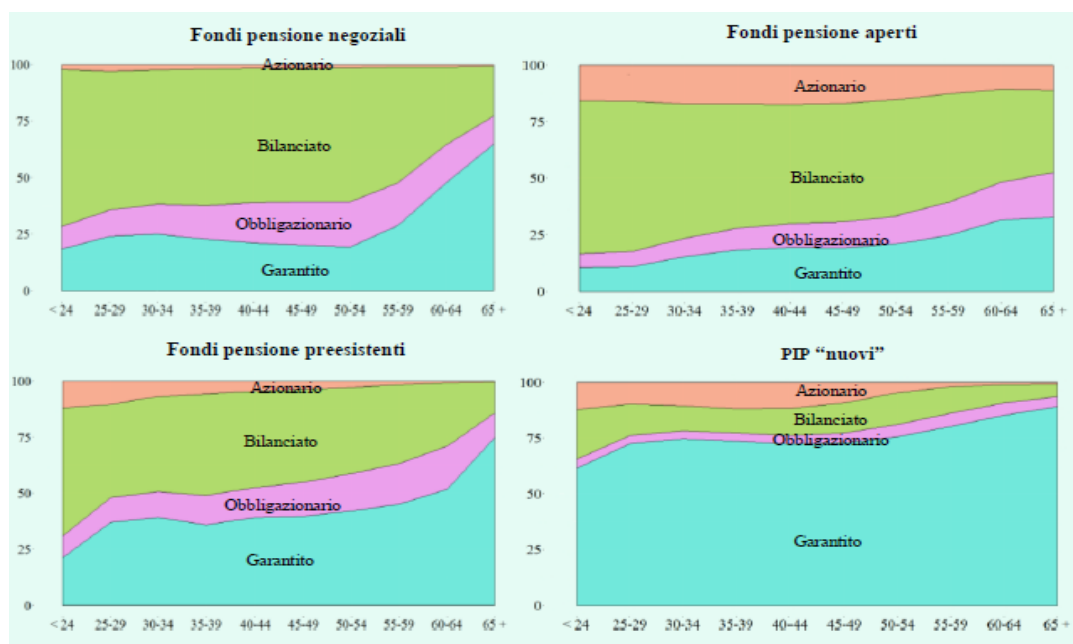 Fondi pensione negoziali
100
75
50
25
0
Azionario
Bilanciato
Obbligazionario
Garantito
< 24 25-29 30-34 35-39 40-44 45-49 50-54 55-59 60-64 65 +
Fondi pensione aperti
100
75
50
25
0
Azionario
Bilanciato
Obbligazionario
Garantito
< 24 25-29 30-34 35-39 40-44 45-49 50-54 55-59 60-64 65 +
Fondi pensione preesistenti
100
75
50
25
0
Azionario
Bilanciato
Obbligazionario
Garantito
< 24 25-29 30-34 35-39 40-44 45-49 50-54 55-59 60-64 65 +
PIP “nuovi”
100
75
50
25
0
Azionario
Bilanciato
Obbligazionario
Garantito
< 24 25-29 30-34 35-39 40-44 45-49 50-54 55-59 60-64 65 +